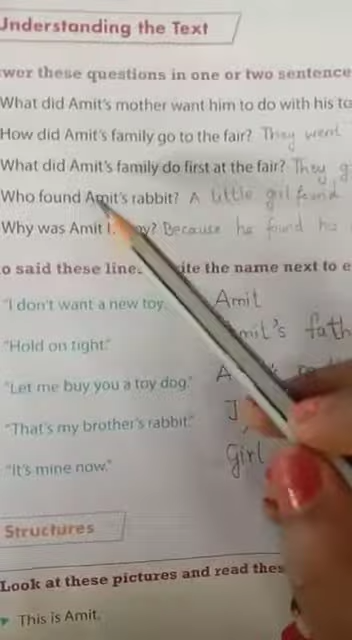 Understanding the Text
wer these questions in one or two sentence
What did Amit's mother want him to do with his to
How did Amit's family go to the fair? They went
What did Amit's family do first at the fair? They g
Who found Amit's rabbit? A little girl found
Why was Amit Because he found his
o said these line ite the name next to e
"I don't want a new toy. Amit
"Hold on tight." mit's fath
"Let me buy you a toy dog." A
"That's my brother's rabbit." J
"It's mine now." Girl
Structures
Look at these pictures and read thes
This is Amit.